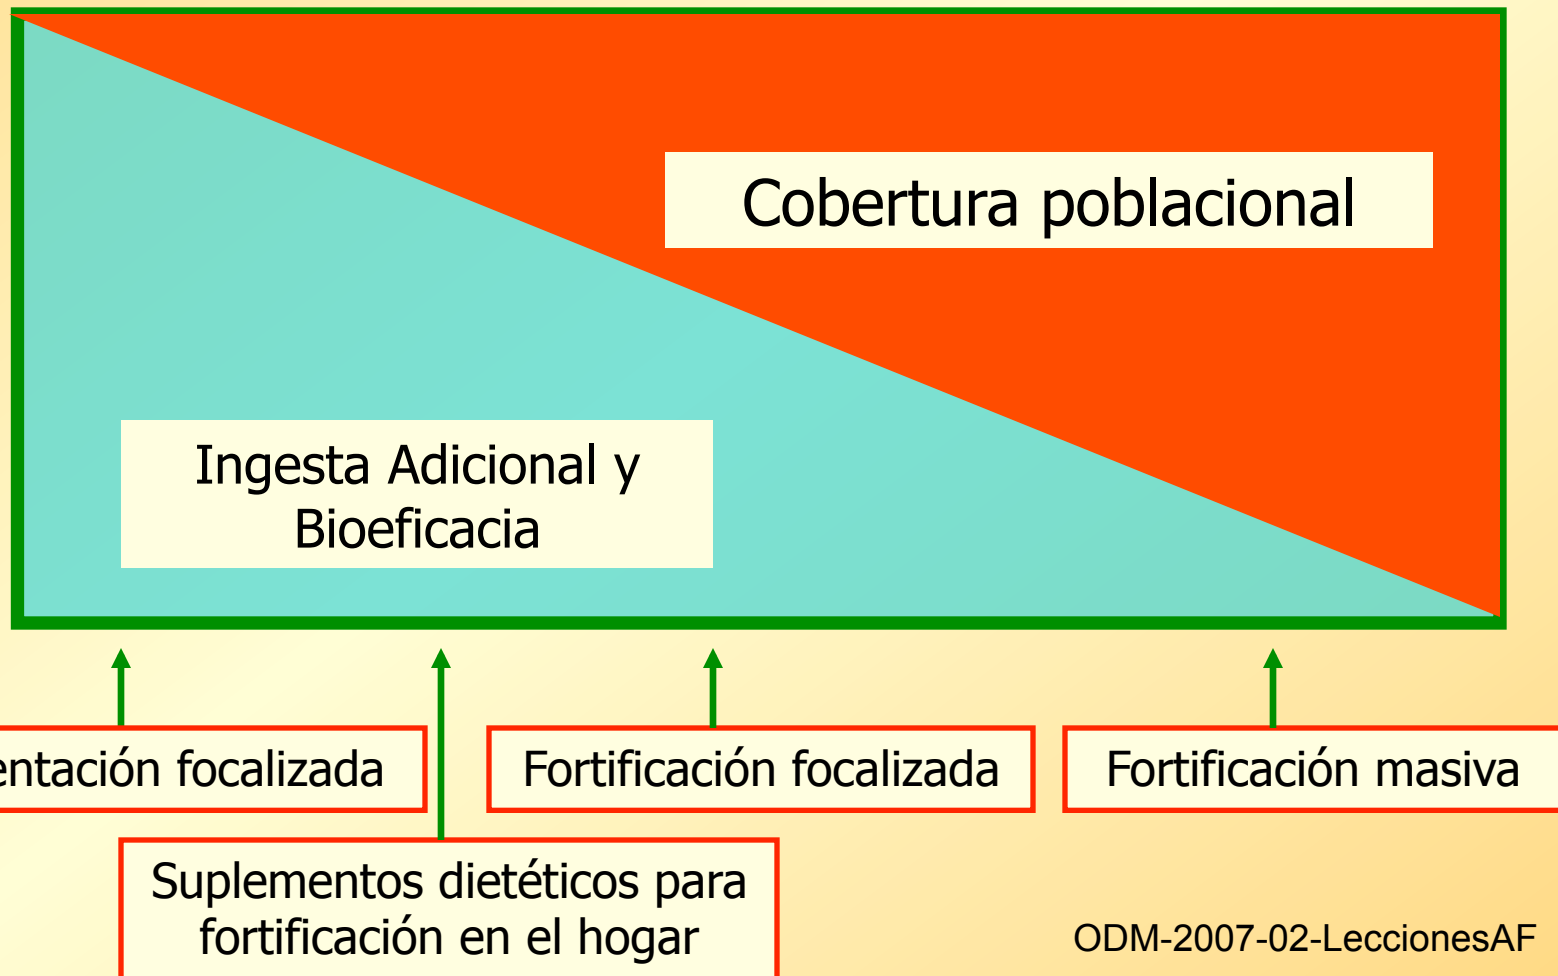 Cobertura poblacional
Ingesta Adicional y
Bioeficacia
entación focalizada
Fortificación focalizada
Fortificación masiva
Suplementos dietéticos para
fortificación en el hogar
ODM-2007-02-LeccionesAF